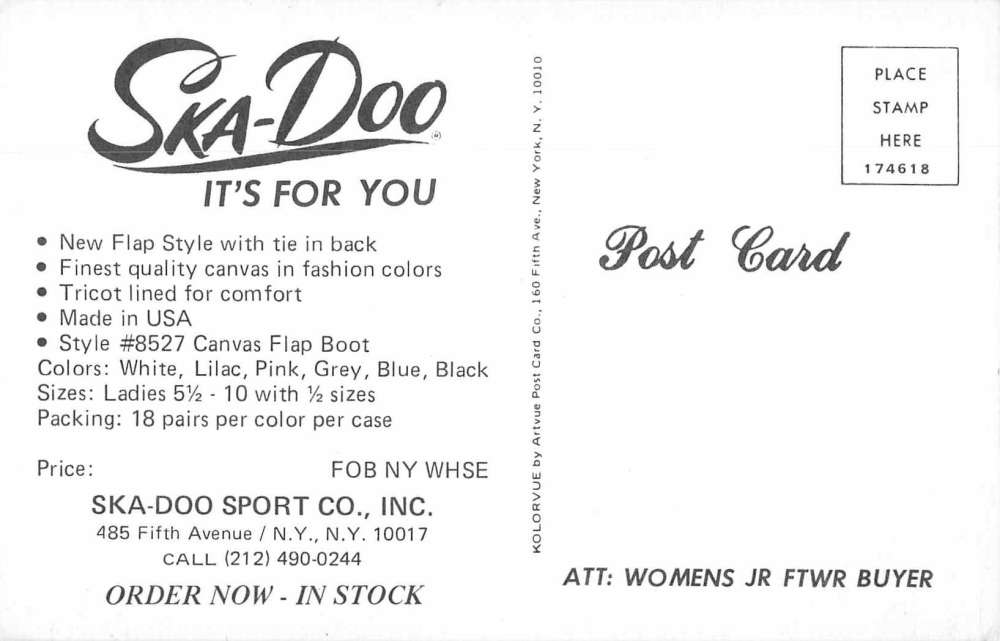 SKA-DOO®
IT'S FOR YOU
• New Flap Style with tie in back
• Finest quality canvas in fashion colors
• Tricot lined for comfort
• Made in USA
• Style #8527 Canvas Flap Boot
Colors: White, Lilac, Pink, Grey, Blue, Black
Sizes: Ladies 5½ - 10 with ½ sizes
Packing: 18 pairs per color per case
Price: FOB NY WHSE
SKA-DOO SPORT CO., INC.
485 Fifth Avenue / N.Y., N.Y. 10017
CALL (212) 490-0244
ORDER NOW - IN STOCK
KOLORVUE by Artvue Post Card Co., 160 Fifth Ave., New York, N. Y. 10010
PLACE
STAMP
HERE
174618
Post Card
ATT: WOMENS JR FTWR BUYER